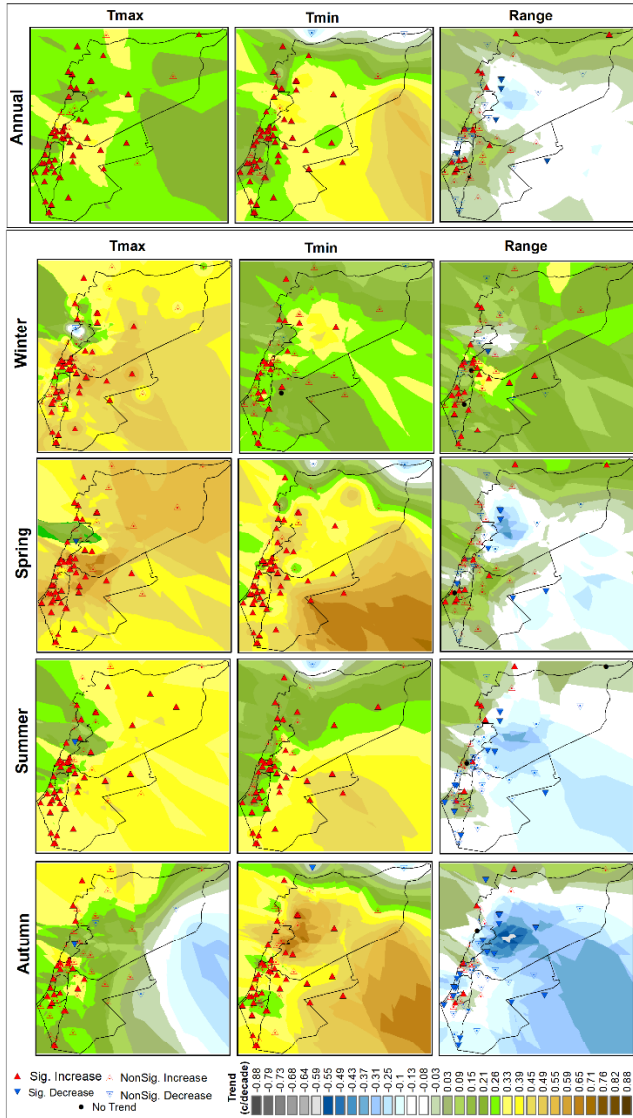 Tmax Tmin Range
Annual
Tmax Tmin Range
Winter
Spring
Summer
Autumn
Sig. Increase NonSig. Increase
Sig. Decrease NonSig. Decrease
No Trend
Trend
(c/decade)
-0.88
-0.79
-0.73
-0.68
-0.64
-0.59
-0.55
-0.49
-0.43
-0.37
-0.31
-0.25
-0.1
-0.13
-0.08
-0.03
0.03
0.09
0.15
0.21
0.26
0.33
0.39
0.45
0.49
0.55
0.59
0.65
0.71
0.76
0.82
0.88